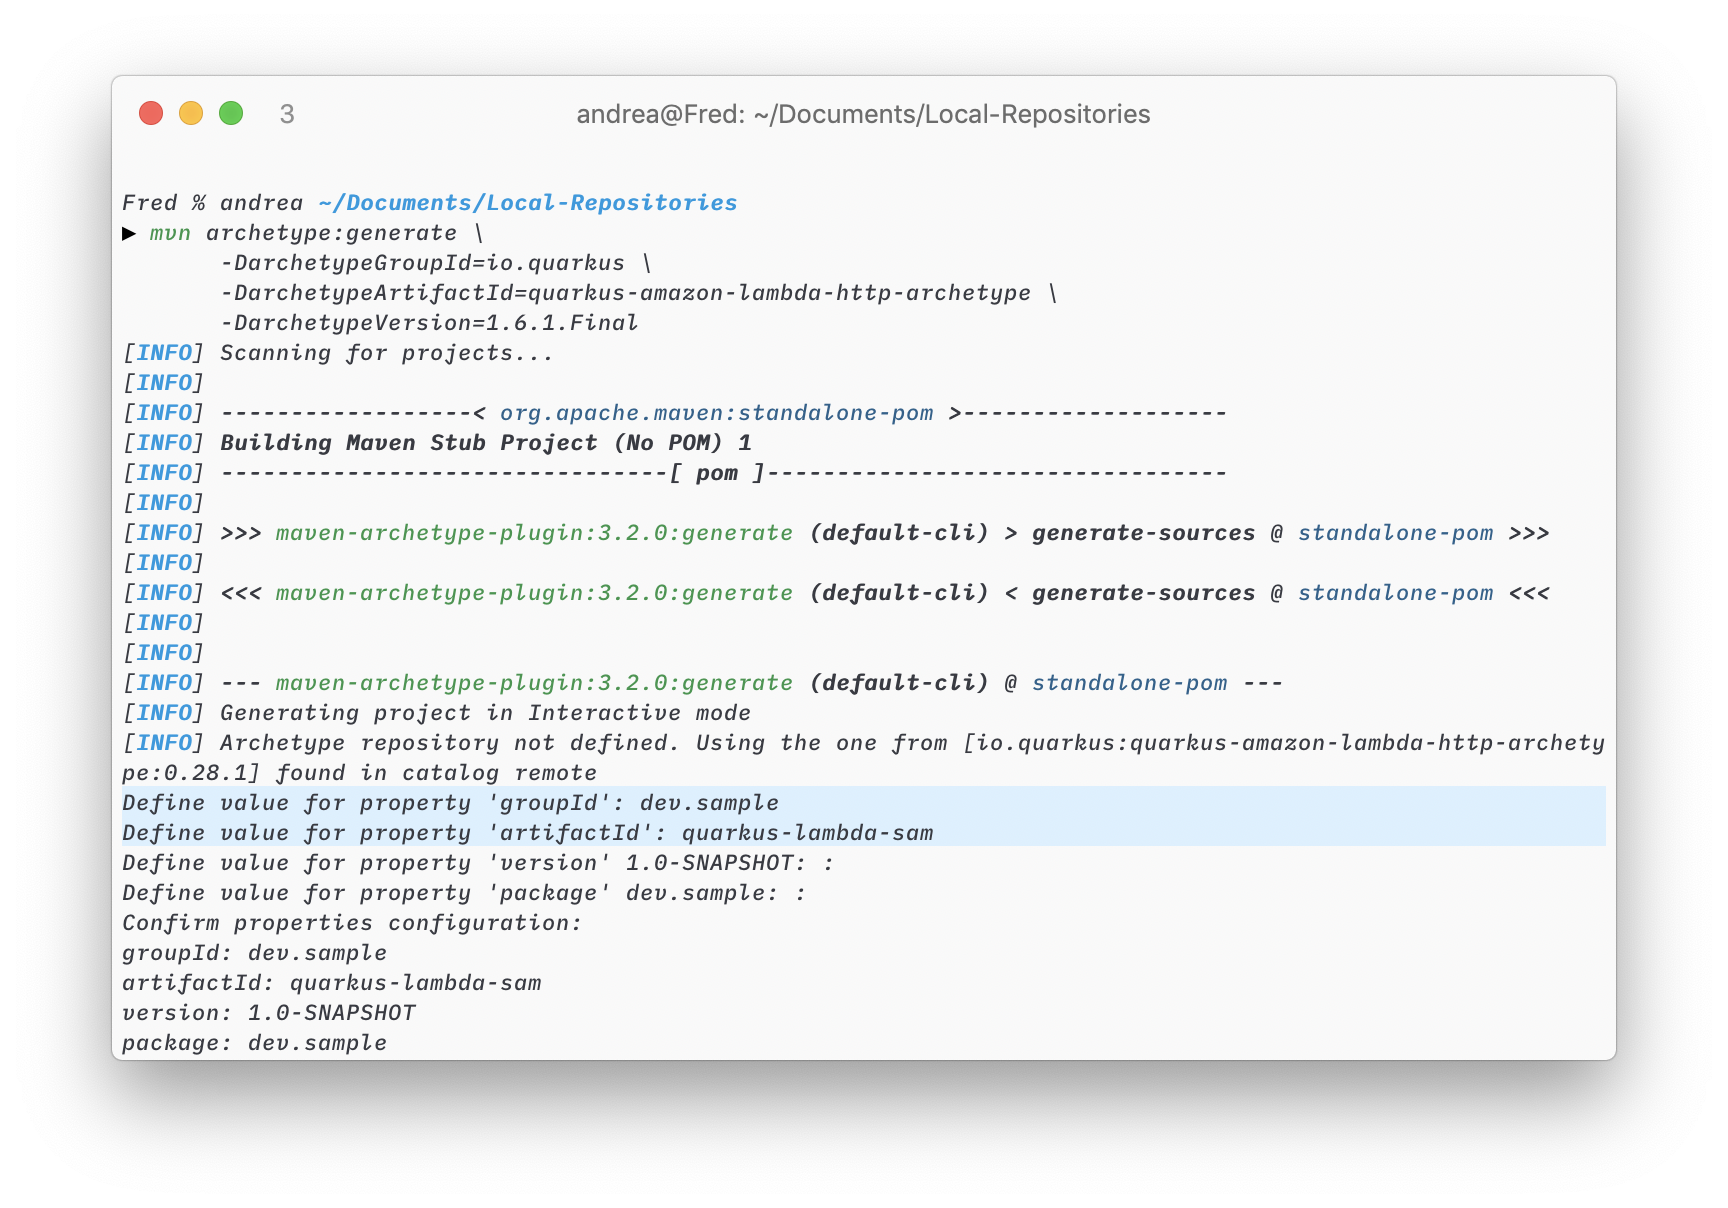 3
andrea@Fred: ~/Documents/Local-Repositories
Fred % andrea ~/Documents/Local-Repositories
▶ mvn archetype:generate \
       -DarchetypeGroupId=io.quarkus \
       -DarchetypeArtifactId=quarkus-amazon-lambda-http-archetype \
       -DarchetypeVersion=1.6.1.Final
[INFO] Scanning for projects...
[INFO]
[INFO] ------------------< org.apache.maven:standalone-pom >-------------------
[INFO] Building Maven Stub Project (No POM) 1
[INFO] --------------------------------[ pom ]---------------------------------
[INFO]
[INFO] >>> maven-archetype-plugin:3.2.0:generate (default-cli) > generate-sources @ standalone-pom >>>
[INFO]
[INFO] <<< maven-archetype-plugin:3.2.0:generate (default-cli) < generate-sources @ standalone-pom <<<
[INFO]
[INFO]
[INFO] --- maven-archetype-plugin:3.2.0:generate (default-cli) @ standalone-pom ---
[INFO] Generating project in Interactive mode
[INFO] Archetype repository not defined. Using the one from [io.quarkus:quarkus-amazon-lambda-http-archety
pe:0.28.1] found in catalog remote
Define value for property 'groupId': dev.sample
Define value for property 'artifactId': quarkus-lambda-sam
Define value for property 'version' 1.0-SNAPSHOT: :
Define value for property 'package' dev.sample: :
Confirm properties configuration:
groupId: dev.sample
artifactId: quarkus-lambda-sam
version: 1.0-SNAPSHOT
package: dev.sample